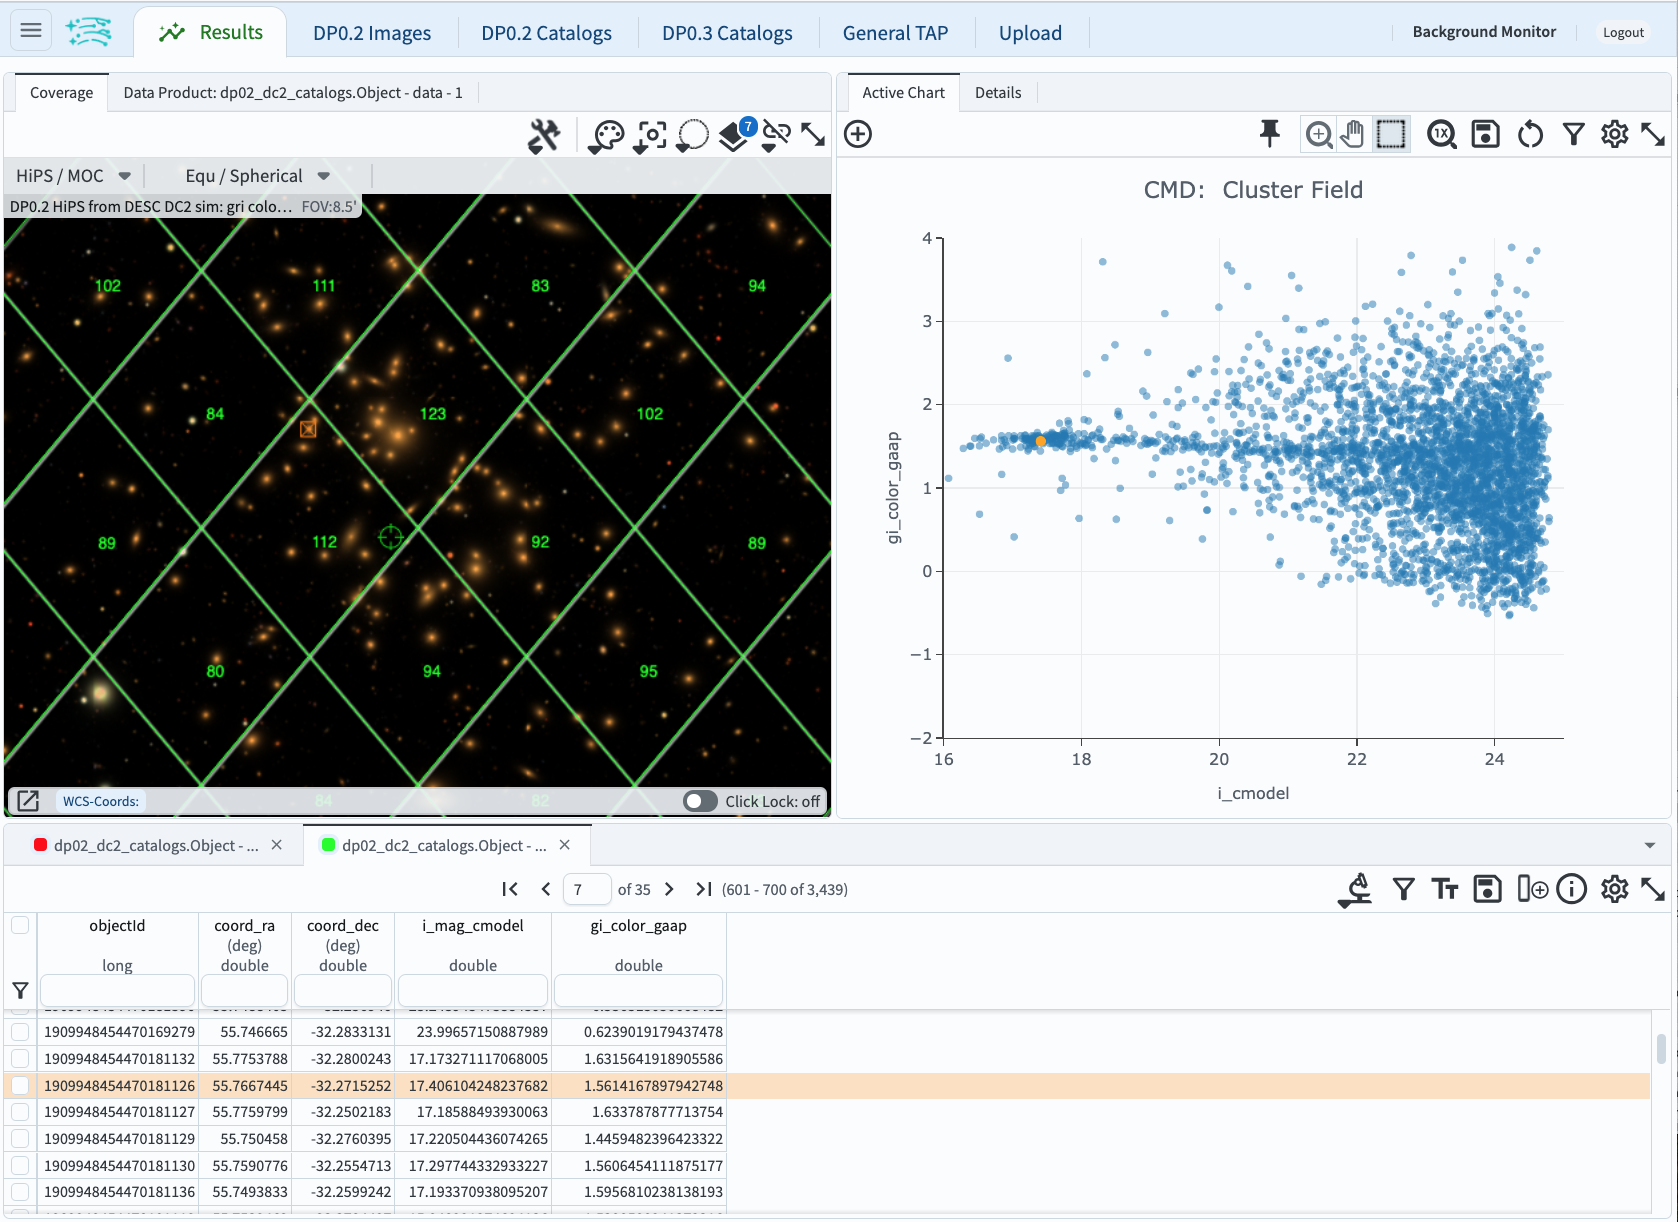 Results
DP0.2 Images
DP0.2 Catalogs
DP0.3 Catalogs
General TAP
Upload
Background Monitor
Logout
Coverage
Data Product: dp02_dc2_catalogs.Object - data - 1
7
HiPS / MOC
Equ / Spherical
DP0.2 HiPS from DESC DC2 sim: gri colo... FOV:8.5'
102 111 83 94
84 123 102
89 112 92 89
80 94 95
84 82
WCS-Coords:
Click Lock: off
Active Chart
Details
1X
CMD: Cluster Field
4
3
2
1
0
−1
−2
gi_color_gaap
16 18 20 22 24
i_cmodel
dp02_dc2_catalogs.Object - ...
dp02_dc2_catalogs.Object - ...
7 of 35 (601 - 700 of 3,439)
objectId coord_ra coord_dec i_mag_cmodel gi_color_gaap
(deg) (deg)
long double double double double
1909948454470169279 55.746665 -32.2833131 23.99657150887989 0.6239019179437478
1909948454470181132 55.7753788 -32.2800243 17.173271117068005 1.6315641918905586
1909948454470181126 55.7667445 -32.2715252 17.406104248237682 1.5614167897942748
1909948454470181127 55.7759799 -32.2502183 17.18588493930063 1.633787877713754
1909948454470181129 55.750458 -32.2760395 17.220504436074265 1.4459482396423322
1909948454470181130 55.7590776 -32.2554713 17.297744332933227 1.5606454111875177
1909948454470181136 55.7493833 -32.2599242 17.193370938095207 1.5956810238138193